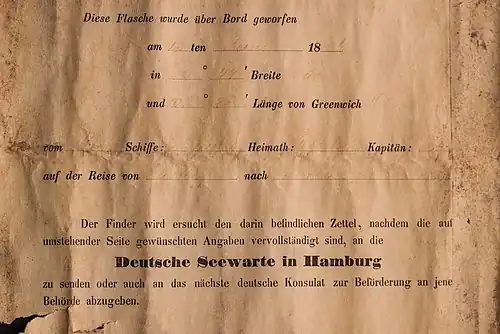 Diese Flasche wurde über Bord geworfen
am ten 18
in ° ' Breite
und ° ' Länge von Greenwich
vom Schiffe: Heimath: Kapitän:
auf der Reise von nach
Der Finder wird ersucht den darin befindlichen Zettel, nachdem die auf
umstehender Seite gewünschten Angaben vervollständigt sind, an die
Deutsche Seewarte in Hamburg
zu senden oder auch an das nächste deutsche Konsulat zur Beförderung an jene
Behörde abzugeben.